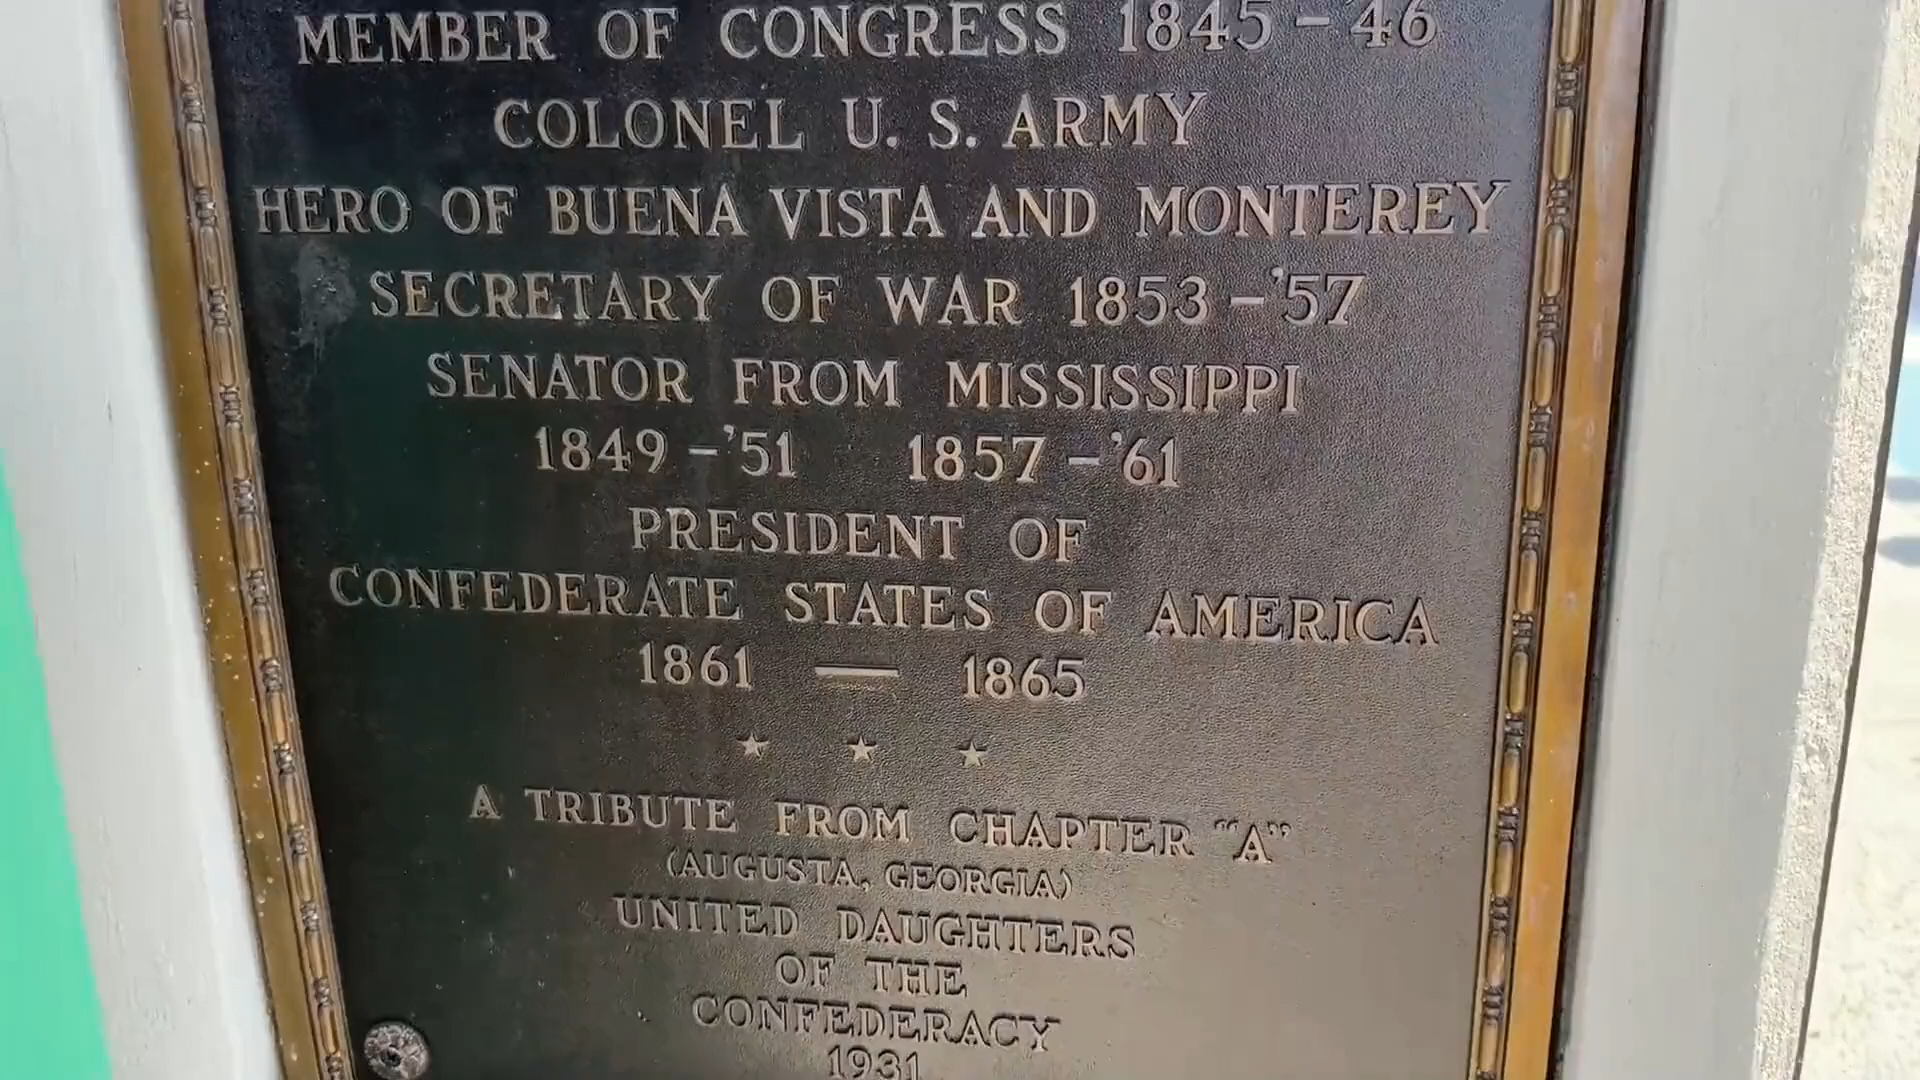 MEMBER OF CONGRESS 1845-'46
COLONEL U. S. ARMY
HERO OF BUENA VISTA AND MONTEREY
SECRETARY OF WAR 1853-'57
SENATOR FROM MISSISSIPPI
1849-'51 1857-'61
PRESIDENT OF
CONFEDERATE STATES OF AMERICA
1861 — 1865
A TRIBUTE FROM CHAPTER "A"
(AUGUSTA, GEORGIA)
UNITED DAUGHTERS
OF THE
CONFEDERACY
1931